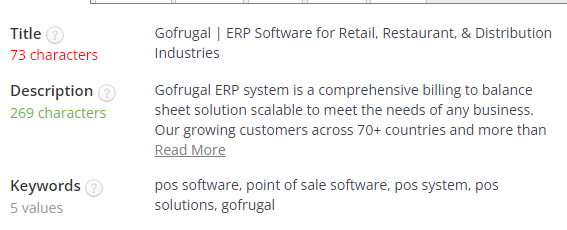 Title ?
Gofrugal | ERP Software for Retail, Restaurant, & Distribution
73 characters
Industries
Description ?
Gofrugal ERP system is a comprehensive billing to balance
269 characters
sheet solution scalable to meet the needs of any business.
Our growing customers across 70+ countries and more than
Read More
Keywords ?
pos software, point of sale software, pos system, pos
5 values
solutions, gofrugal